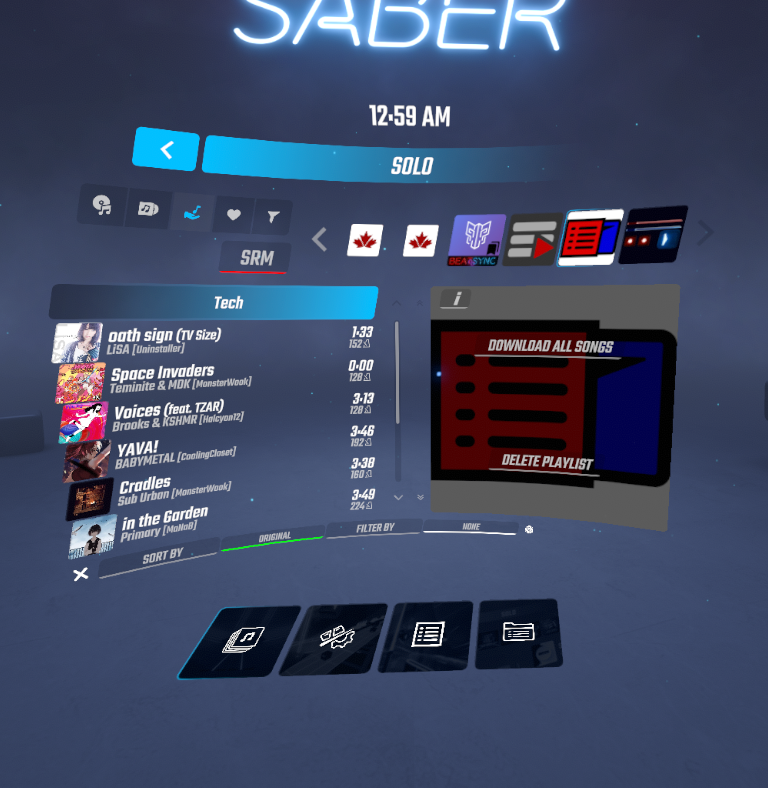 SABER
12:59 AM
SOLO
SRM
BEATSYNC
Tech
oath sign (TV Size)
LiSA [Uninstaller]
1:33
152
Space Invaders
Teminite & MDK [MonsterWook]
0:00
128
Voices (feat. TZAR)
Brooks & KSHMR [Halcyon12]
3:13
128
YAVA!
BABYMETAL [CoolingCloset]
3:46
192
Cradles
Sub Urban [MonsterWook]
3:38
160
in the Garden
Primary [MoNaB]
3:49
224
i
DOWNLOAD ALL SONGS
DELETE PLAYLIST
SORT BY
ORIGINAL
FILTER BY
NONE